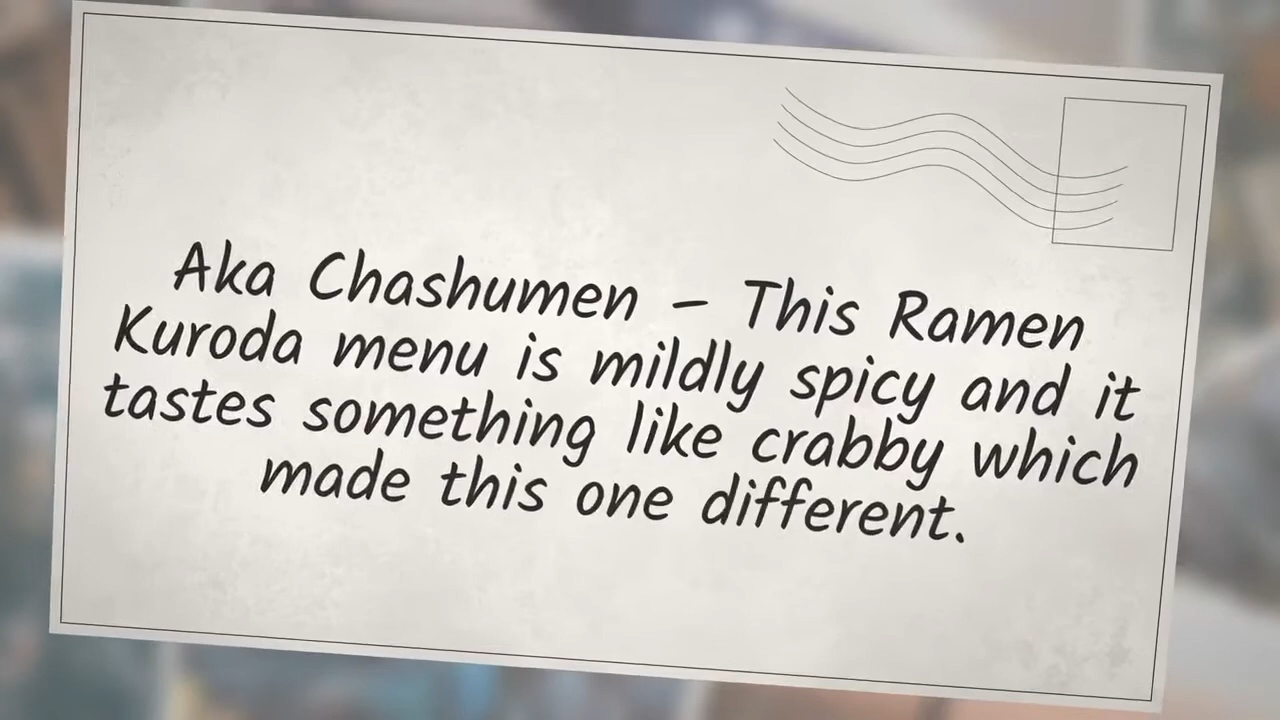 Aka Chashumen – This Ramen
Kuroda menu is mildly spicy and it
tastes something like crabby which
made this one different.